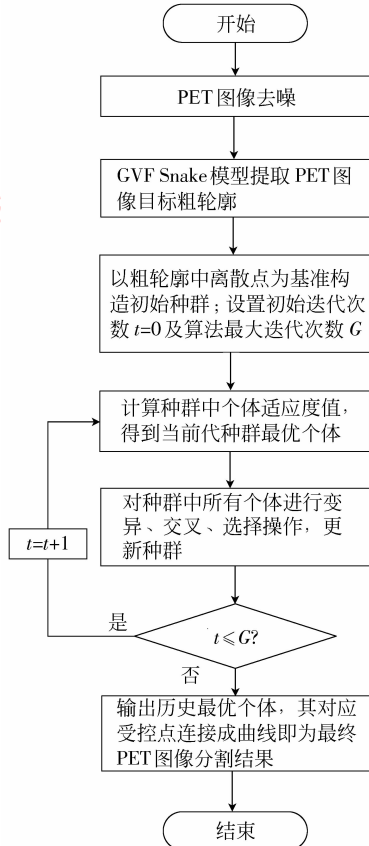 开始
PET图像去噪
GVF Snake模型提取PET图
像目标粗轮廓
以粗轮廓中离散点为基准构
造初始种群；设置初始迭代次
数t=0及算法最大迭代次数G
计算种群中个体适应度值，
得到当前代种群最优个体
对种群中所有个体进行变
异、交叉、选择操作，更
新种群
t=t+1
是
t≤G?
否
输出历史最优个体，其对应
受控点连接成曲线即为最终
PET图像分割结果
结束